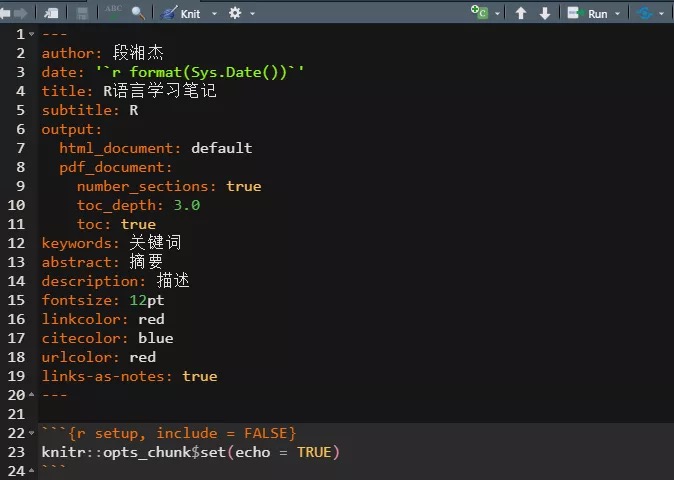 ABC
Knit
Run
1 ---
2 author: 段湘杰
3 date: '`r format(Sys.Date())`'
4 title: R语言学习笔记
5 subtitle: R
6 output:
7   html_document: default
8   pdf_document:
9     number_sections: true
10     toc_depth: 3.0
11     toc: true
12 keywords: 关键词
13 abstract: 摘要
14 description: 描述
15 fontsize: 12pt
16 linkcolor: red
17 citecolor: blue
18 urlcolor: red
19 links-as-notes: true
20 ---
21
22 ```{r setup, include = FALSE}
23 knitr::opts_chunk$set(echo = TRUE)
24 ```